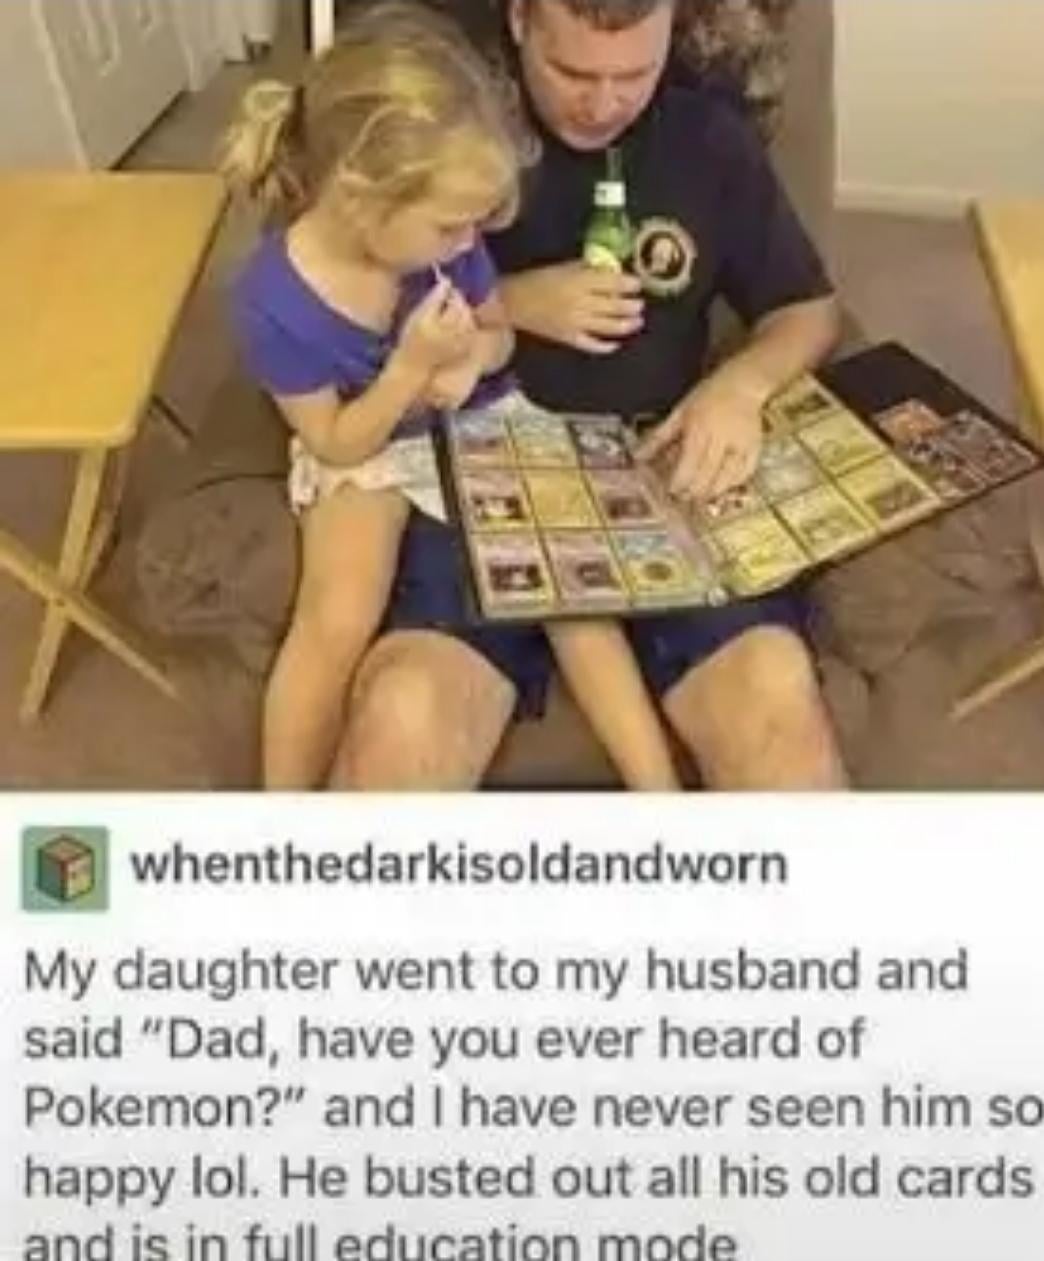 whenthedarkisoldandworn
My daughter went to my husband and
said "Dad, have you ever heard of
Pokemon?" and I have never seen him so
happy lol. He busted out all his old cards
and is in full education mode